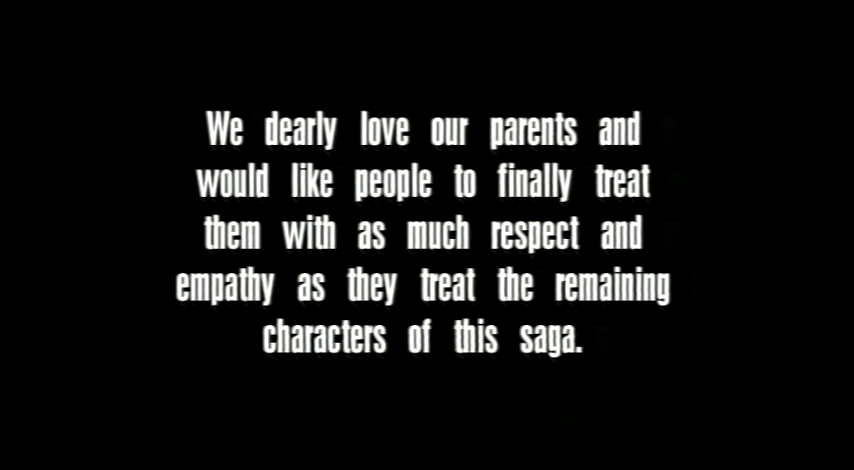 We dearly love our parents and
would like people to finally treat
them with as much respect and
empathy as they treat the remaining
characters of this saga.